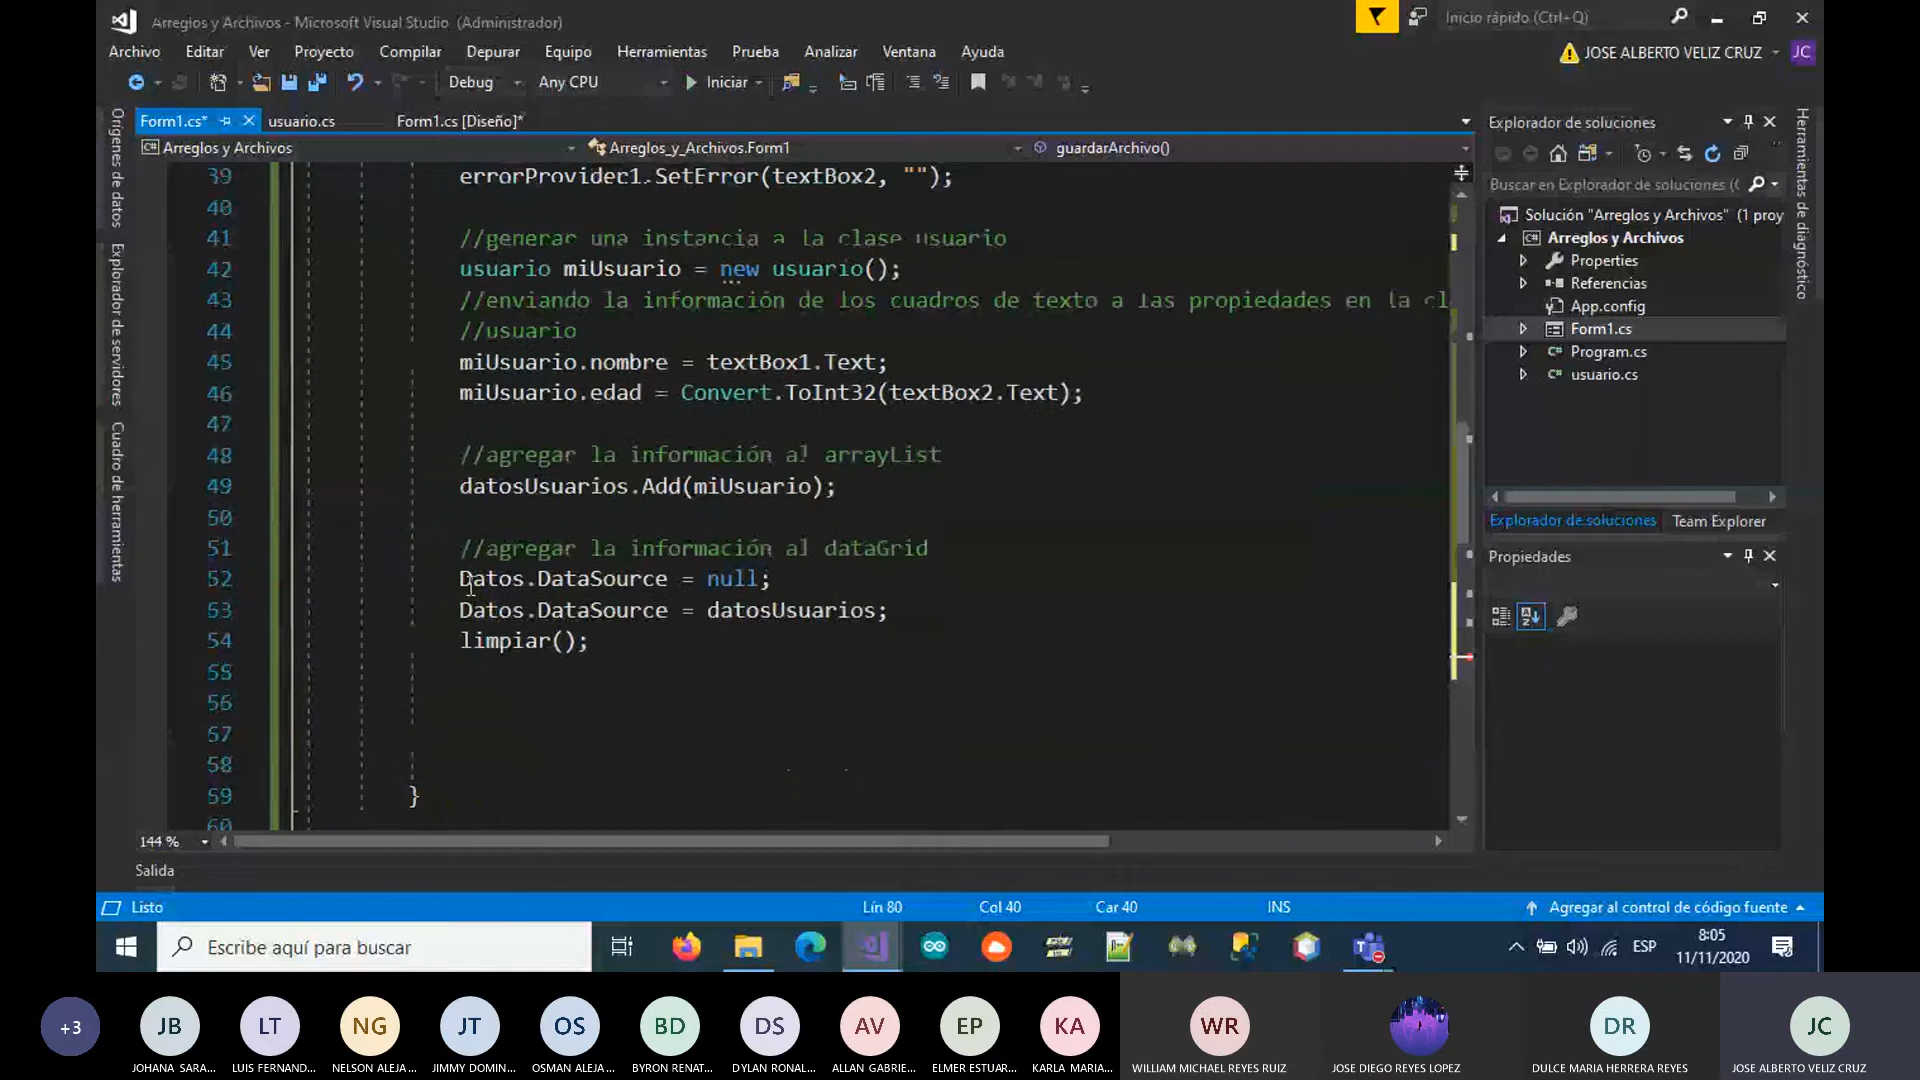 Arreglos y Archivos - Microsoft Visual Studio (Administrador)
Inicio rápido (Ctrl+Q)
Archivo Editar Ver Proyecto Compilar Depurar Equipo Herramientas Prueba Analizar Ventana Ayuda
JOSE ALBERTO VELIZ CRUZ JC
Debug Any CPU Iniciar
Form1.cs* usuario.cs Form1.cs [Diseño]*
Arreglos y Archivos Arreglos_y_Archivos.Form1 guardarArchivo()
Orígenes de datos
Explorador de servidores
Cuadro de herramientas
39 errorProvider1.SetError(textBox2, "");
40
41 //generar una instancia a la clase usuario
42 usuario miUsuario = new usuario();
43 //enviando la información de los cuadros de texto a las propiedades en la cl
44 //usuario
45 miUsuario.nombre = textBox1.Text;
46 miUsuario.edad = Convert.ToInt32(textBox2.Text);
47
48 //agregar la información al arrayList
49 datosUsuarios.Add(miUsuario);
50
51 //agregar la información al dataGrid
52 Datos.DataSource = null;
53 Datos.DataSource = datosUsuarios;
54 limpiar();
55
56
57
58
59 }
60
144 %
Explorador de soluciones
Buscar en Explorador de soluciones (
Solución "Arreglos y Archivos" (1 proy
Arreglos y Archivos
Properties
Referencias
App.config
Form1.cs
C# Program.cs
C# usuario.cs
Explorador de soluciones Team Explorer
Propiedades
Herramientas de diagnóstico
Salida
Listo Lín 80 Col 40 Car 40 INS Agregar al control de código fuente
Escribe aquí para buscar
ESP
8:05
11/11/2020
+3 JB LT NG JT OS BD DS AV EP KA WR DR JC
JOHANA SARA... LUIS FERNAND... NELSON ALEJA... JIMMY DOMIN... OSMAN ALEJA... BYRON RENAT... DYLAN RONAL... ALLAN GABRIE... ELMER ESTUAR... KARLA MARIA... WILLIAM MICHAEL REYES RUIZ JOSE DIEGO REYES LOPEZ DULCE MARIA HERRERA REYES JOSE ALBERTO VELIZ CRUZ